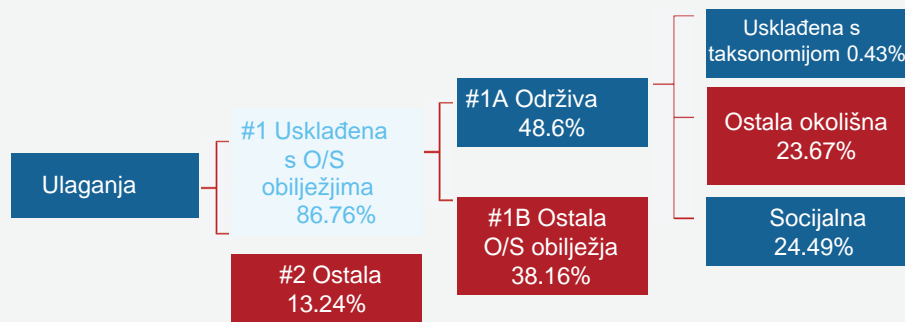 Ulaganja
#1 Usklađena
s O/S
obilježjima
86.76%
#2 Ostala
13.24%
#1A Održiva
48.6%
#1B Ostala
O/S obilježja
38.16%
Usklađena s
taksonomijom 0.43%
Ostala okolišna
23.67%
Socijalna
24.49%